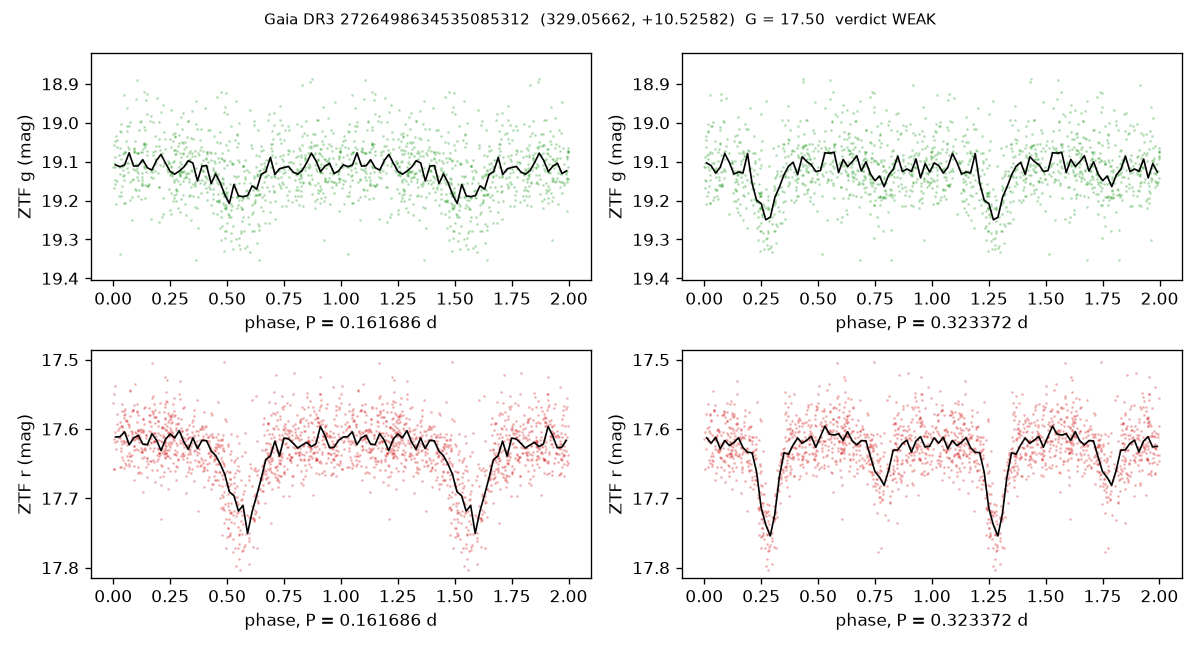 Gaia DR3 2726498634535085312 (329.05662, +10.52582) G = 17.50 verdict WEAK
ZTF g (mag)
18.9
19.0
19.1
19.2
19.3
19.4
0.00 0.25 0.50 0.75 1.00 1.25 1.50 1.75 2.00
phase, P = 0.161686 d
ZTF g (mag)
18.9
19.0
19.1
19.2
19.3
19.4
0.00 0.25 0.50 0.75 1.00 1.25 1.50 1.75 2.00
phase, P = 0.323372 d
ZTF r (mag)
17.5
17.6
17.7
17.8
0.00 0.25 0.50 0.75 1.00 1.25 1.50 1.75 2.00
phase, P = 0.161686 d
ZTF r (mag)
17.5
17.6
17.7
17.8
0.00 0.25 0.50 0.75 1.00 1.25 1.50 1.75 2.00
phase, P = 0.323372 d